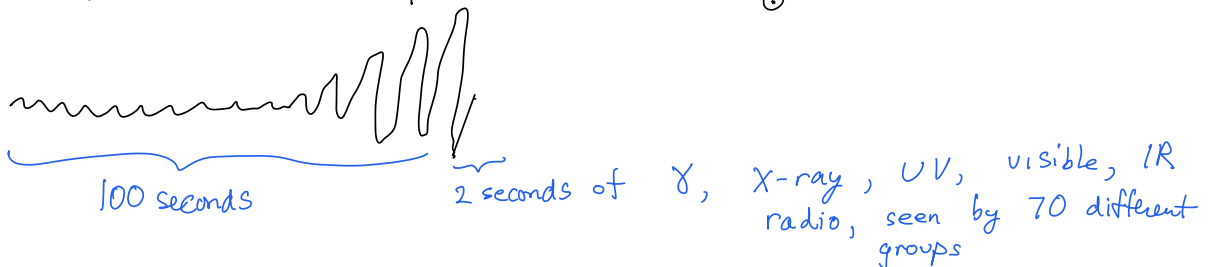 100 seconds
2 seconds of γ, X-ray, UV, visible, IR
radio, seen by 70 different
groups